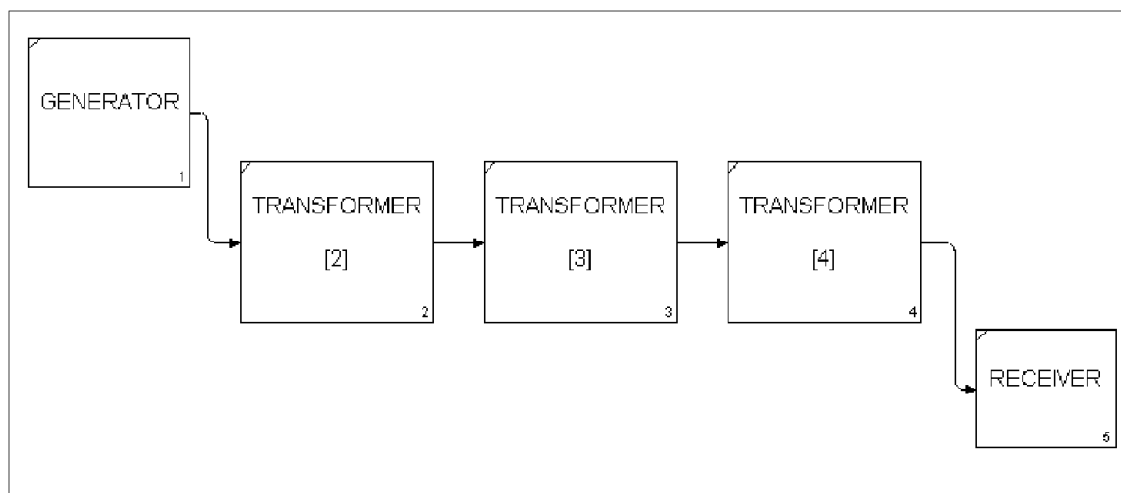 GENERATOR
1
TRANSFORMER
[2]
2
TRANSFORMER
[3]
3
TRANSFORMER
[4]
4
RECEIVER
5